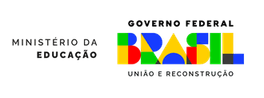 MINISTÉRIO DA
EDUCAÇÃO
GOVERNO FEDERAL
BRASIL
UNIÃO E RECONSTRUÇÃO